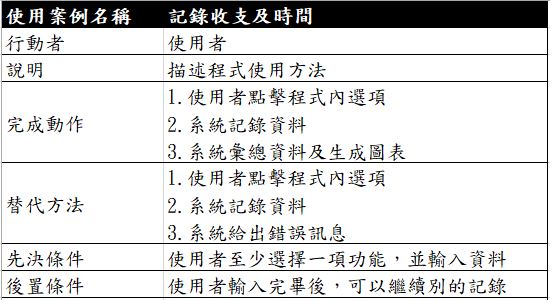 使用案例名稱 記錄收支及時間
行動者 使用者
說明 描述程式使用方法
完成動作 1.使用者點擊程式內選項
2.系統記錄資料
3.系統彙總資料及生成圖表
替代方法 1.使用者點擊程式內選項
2.系統記錄資料
3.系統給出錯誤訊息
先決條件 使用者至少選擇一項功能，並輸入資料
後置條件 使用者輸入完畢後，可以繼續別的記錄